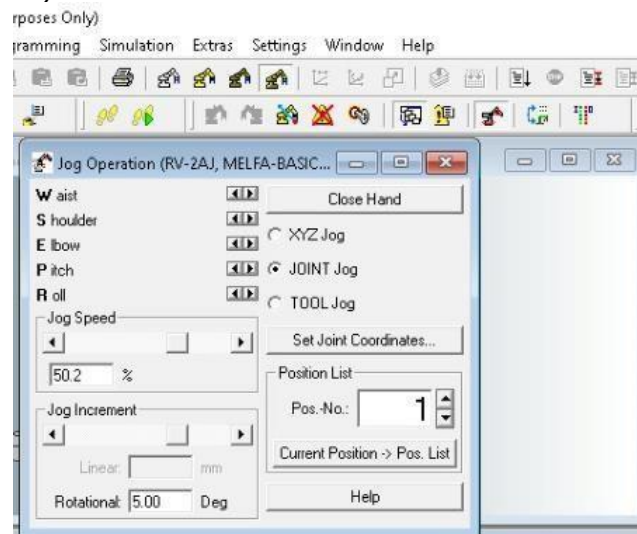 rposes Only)
gramming Simulation Extras Settings Window Help
Jog Operation (RV-2AJ, MELFA-BASIC...
Waist
Shoulder
Elbow
Pitch
Roll
Close Hand
XYZ Jog
JOINT Jog
TOOL Jog
Jog Speed
50.2 %
Set Joint Coordinates...
Position List
Pos.-No.: 1
Current Position -> Pos. List
Jog Increment
Linear: mm
Rotational: 5.00 Deg
Help